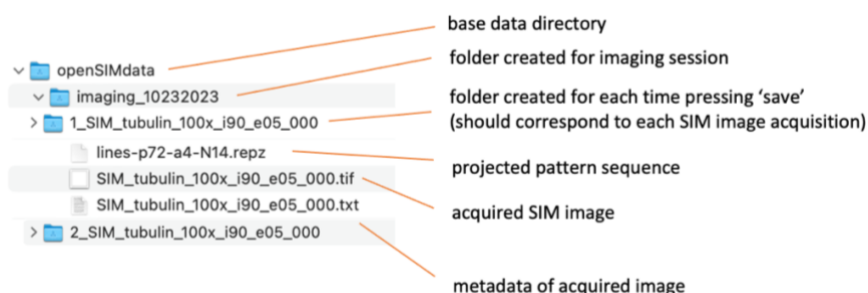 base data directory
openSIMdata
folder created for imaging session
imaging_10232023
folder created for each time pressing ‘save’
(should correspond to each SIM image acquisition)
1_SIM_tubulin_100x_i90_e05_000
lines-p72-a4-N14.repz
projected pattern sequence
SIM_tubulin_100x_i90_e05_000.tif
SIM_tubulin_100x_i90_e05_000.txt
acquired SIM image
2_SIM_tubulin_100x_i90_e05_000
metadata of acquired image